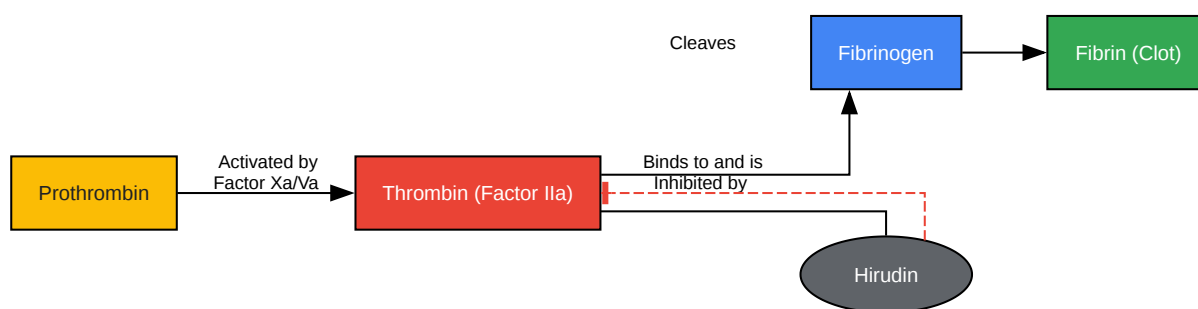 Cleaves
Fibrinogen
Fibrin (Clot)
Prothrombin
Activated by
Factor Xa/Va
Thrombin (Factor IIa)
Binds to and is
Inhibited by
Hirudin